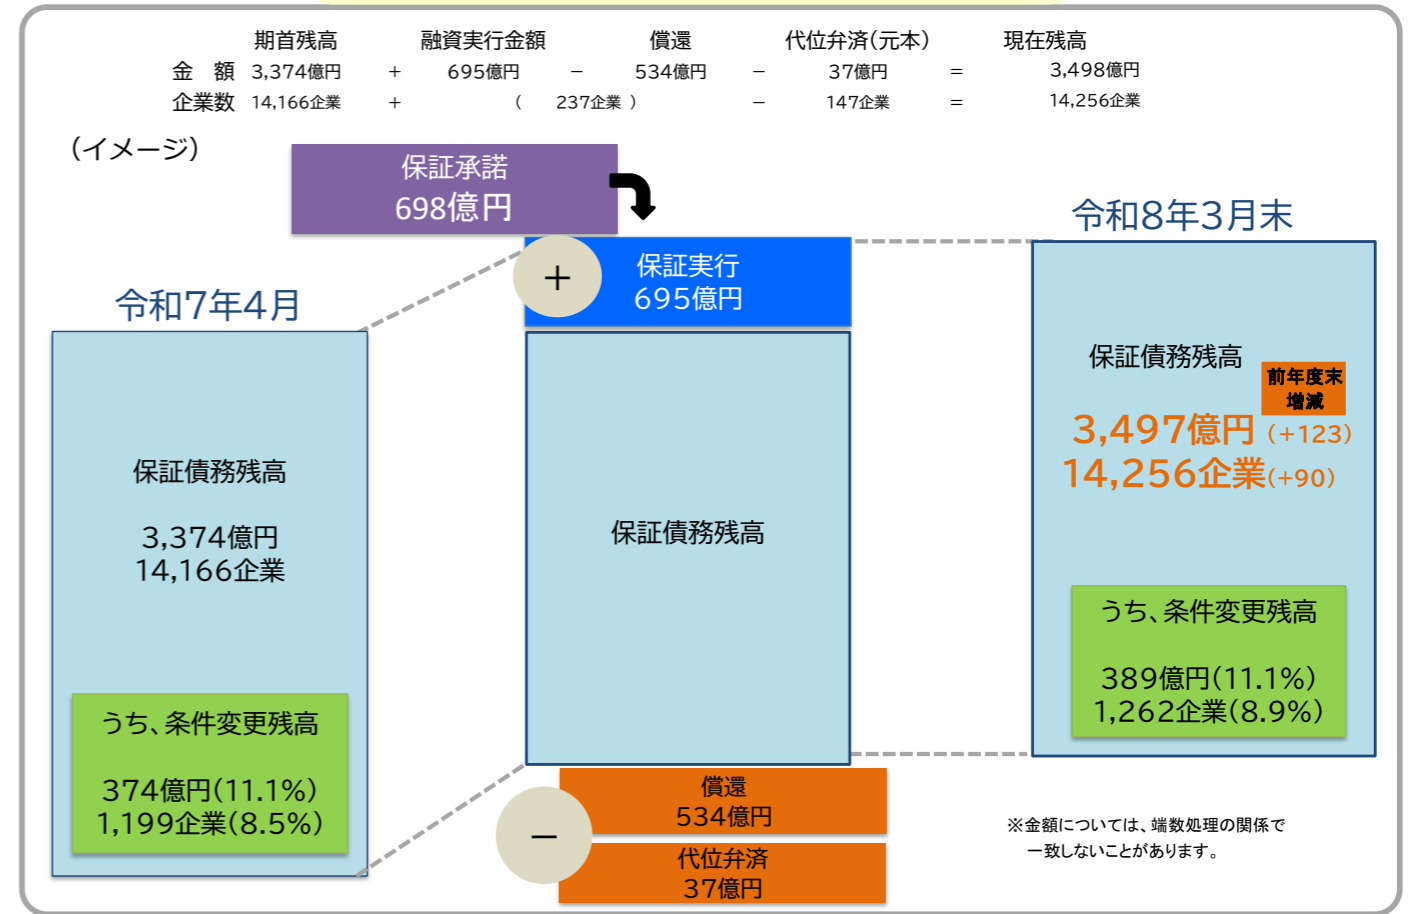 期首残高 融資実行金額 償還 代位弁済(元本) 現在残高
金 額 3,374億円 + 695億円 − 534億円 − 37億円 = 3,498億円
企業数 14,166企業 + ( 237企業 ) − 147企業 = 14,256企業
(イメージ)
保証承諾
698億円
令和8年3月末
+
保証実行
695億円
令和7年4月
保証債務残高
前年度末
増減
3,497億円(+123)
14,256企業(+90)
保証債務残高
3,374億円
14,166企業
保証債務残高
うち、条件変更残高
389億円(11.1%)
1,262企業(8.9%)
うち、条件変更残高
374億円(11.1%)
1,199企業(8.5%)
−
償還
534億円
代位弁済
37億円
※金額については、端数処理の関係で
一致しないことがあります。